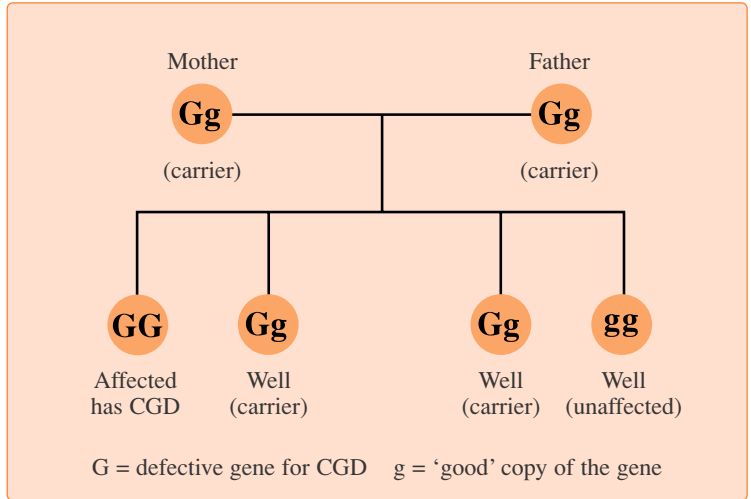 Mother Father
Gg Gg
(carrier) (carrier)
GG Gg Gg gg
Affected Well Well Well
has CGD (carrier) (carrier) (unaffected)
G = defective gene for CGD g = ‘good’ copy of the gene